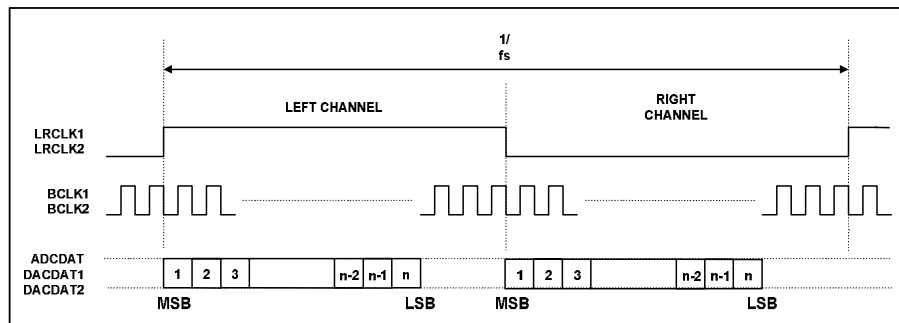 1/
fs
LEFT CHANNEL
RIGHT
CHANNEL
LRCLK1
LRCLK2
BCLK1
BCLK2
ADCDAT
DACDAT1
DACDAT2
1 2 3 n-2 n-1 n 1 2 3 n-2 n-1 n
MSB LSB MSB LSB